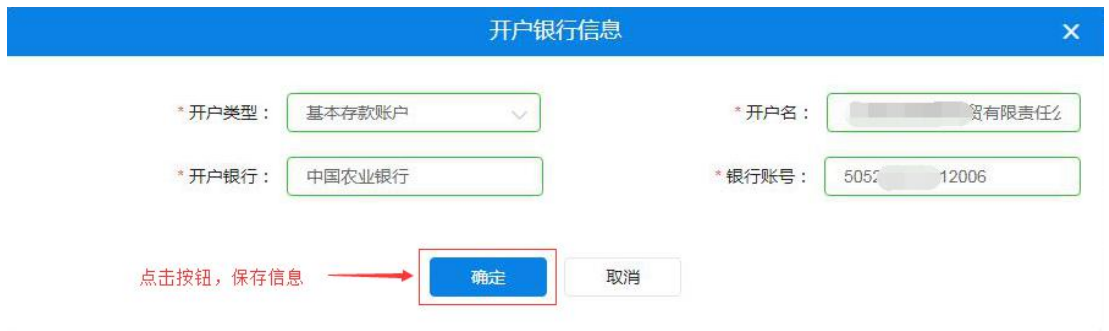 开户银行信息
* 开户类型： 基本存款账户 * 开户名： 贸有限责任
* 开户银行： 中国农业银行 * 银行账号： 5052 12006
点击按钮，保存信息 确定 取消